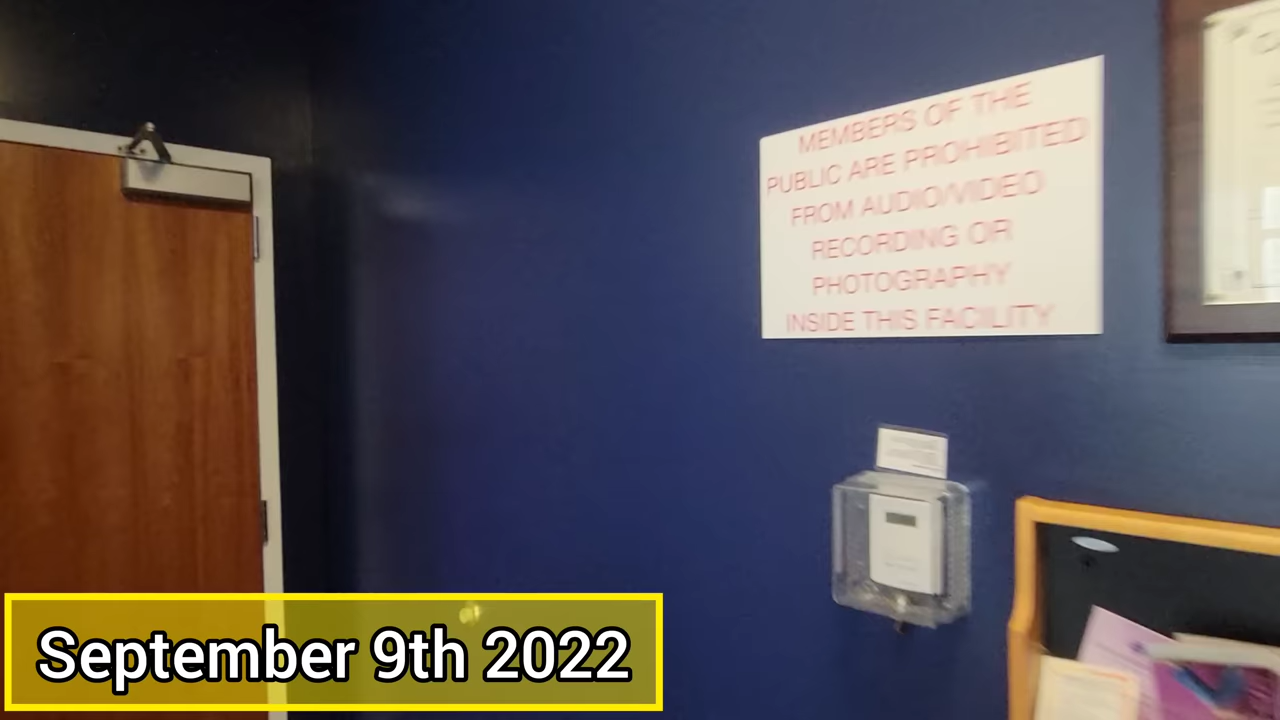 MEMBERS OF THE
PUBLIC ARE PROHIBITED
FROM AUDIO/VIDEO
RECORDING OR
PHOTOGRAPHY
INSIDE THIS FACILITY
September 9th 2022